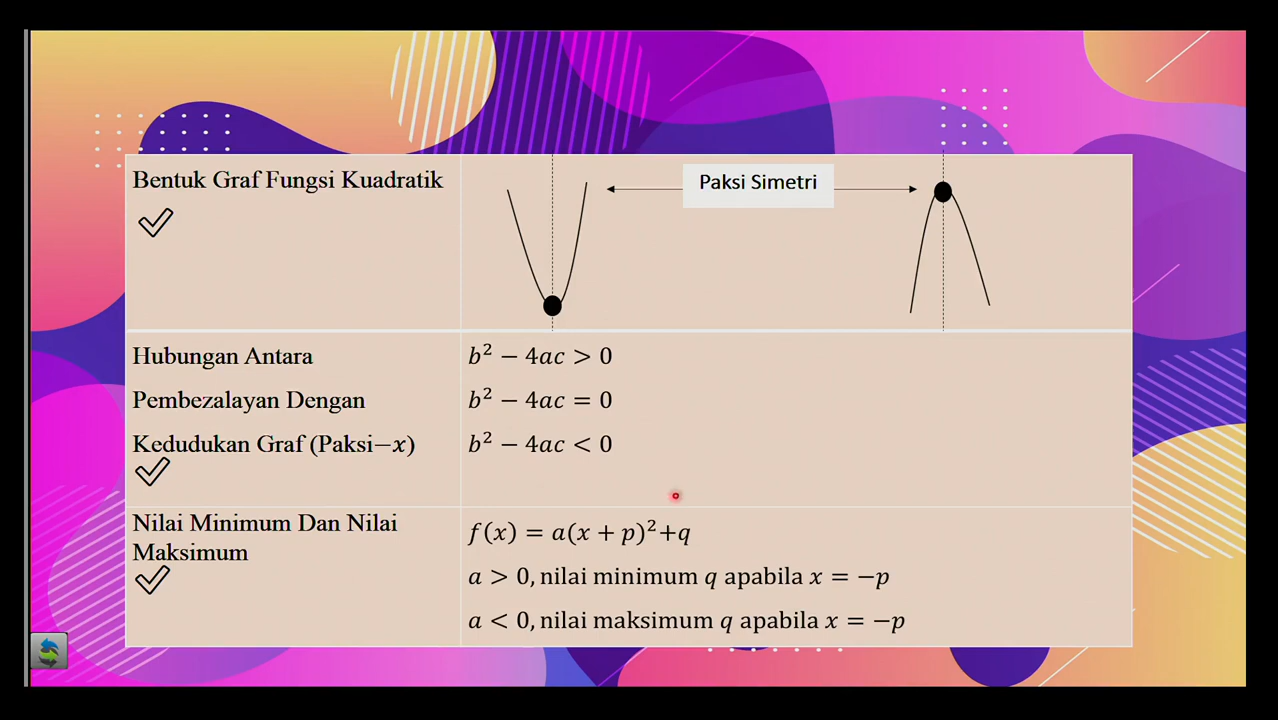 Bentuk Graf Fungsi Kuadratik
Paksi Simetri
Hubungan Antara
Pembezalayan Dengan
Kedudukan Graf (Paksi−x)
b² − 4ac > 0
b² − 4ac = 0
b² − 4ac < 0
Nilai Minimum Dan Nilai
Maksimum
f(x) = a(x + p)²+q
a > 0, nilai minimum q apabila x = −p
a < 0, nilai maksimum q apabila x = −p